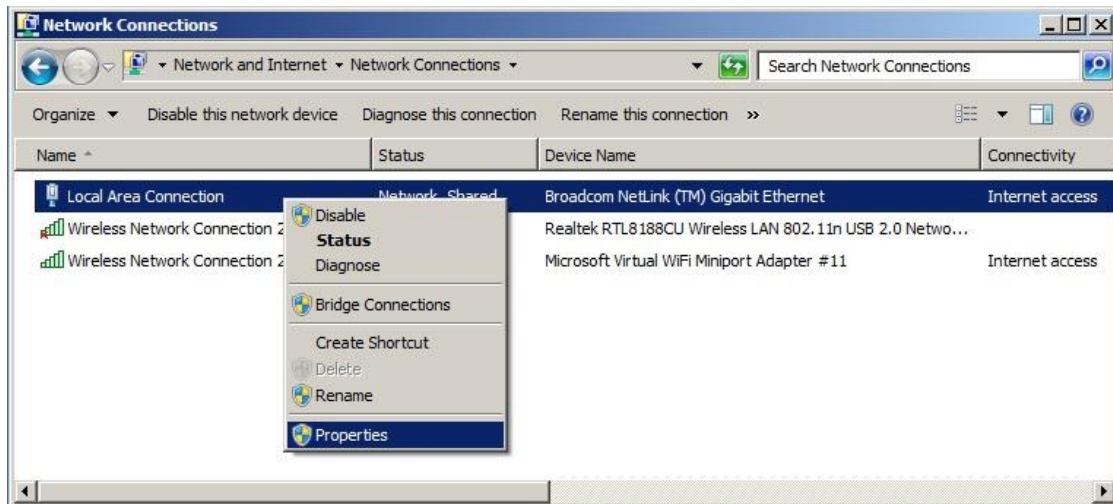 Network Connections
Network and Internet Network Connections Search Network Connections
Organize Disable this network device Diagnose this connection Rename this connection »
Name Status Device Name Connectivity
Local Area Connection Network, Shared Broadcom NetLink (TM) Gigabit Ethernet Internet access
Wireless Network Connection 2 Realtek RTL8188CU Wireless LAN 802.11n USB 2.0 Netwo...
Wireless Network Connection 2 Microsoft Virtual WiFi Miniport Adapter #11 Internet access
Disable
Status
Diagnose
Bridge Connections
Create Shortcut
Delete
Rename
Properties